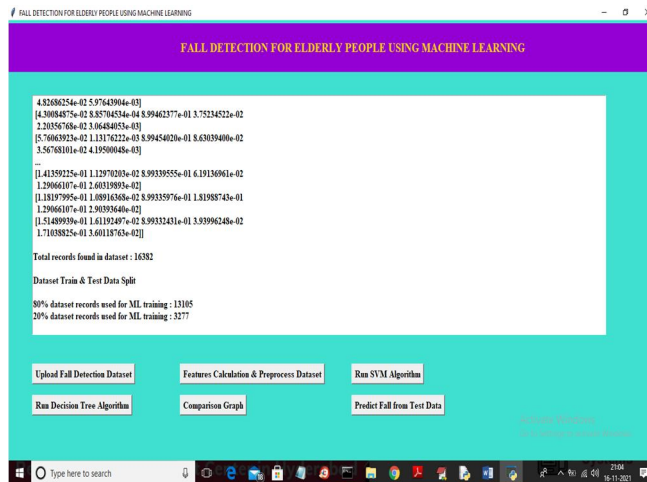 FALL DETECTION FOR ELDERLY PEOPLE USING MACHINE LEARNING
FALL DETECTION FOR ELDERLY PEOPLE USING MACHINE LEARNING
4.82686254e-02 5.97643904e-03]
[4.30084875e-02 8.85704534e-04 8.99462377e-01 3.75234522e-02
2.20356768e-02 3.06484053e-03]
[5.76063923e-02 1.13176222e-03 8.99454020e-01 8.63039400e-02
3.56768101e-02 4.19500048e-03]
...
[1.41359225e-01 1.12970203e-02 8.99339555e-01 6.19136961e-02
1.29066107e-01 2.60319893e-02]
[1.18197995e-01 1.08916368e-02 8.99335976e-01 1.81988743e-01
1.29066107e-01 2.90393640e-02]
[1.51489939e-01 1.61192497e-02 8.99332431e-01 3.93996248e-02
1.71038825e-01 3.60118763e-02]]
Total records found in dataset : 16382
Dataset Train & Test Data Split
80% dataset records used for ML training : 13105
20% dataset records used for ML training : 3277
Upload Fall Detection Dataset Features Calculation & Preprocess Dataset Run SVM Algorithm
Run Decision Tree Algorithm Comparison Graph Predict Fall from Test Data
Type here to search
21:04
16-11-2021